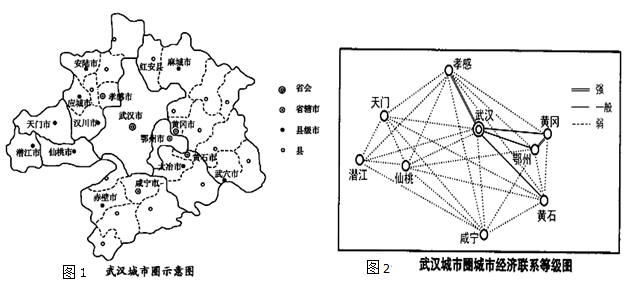 安陆市
孝感市
应城市
汉川市
天门市
潜江市
仙桃市
武汉市
红安县
麻城市
黄冈市
鄂州市
黄石市
大冶市
武穴市
咸宁市
赤壁市
省会
省辖市
县级市
县
图1
武汉城市圈示意图
孝感
天门
武汉
黄冈
鄂州
潜江
仙桃
黄石
咸宁
强
一般
弱
图2
武汉城市圈城市经济联系等级图